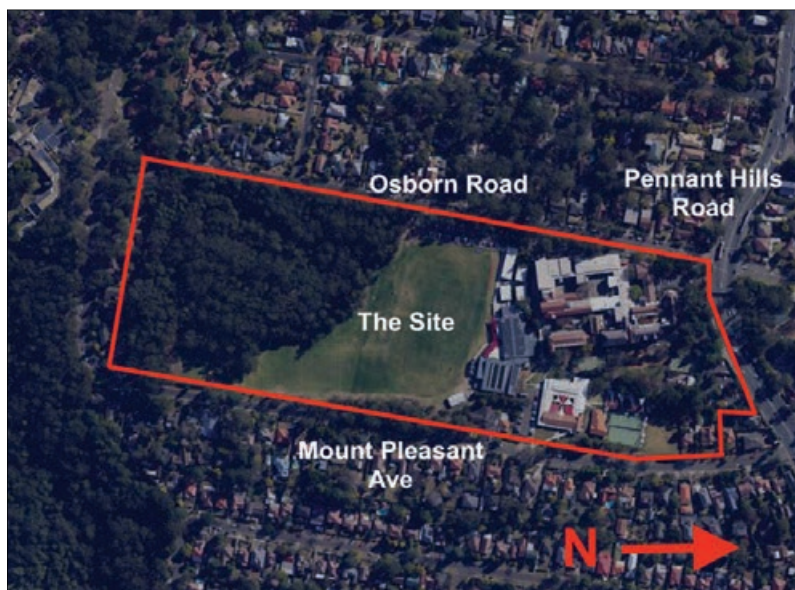 Osborn Road
Pennant Hills
Road
The Site
Mount Pleasant
Ave
N